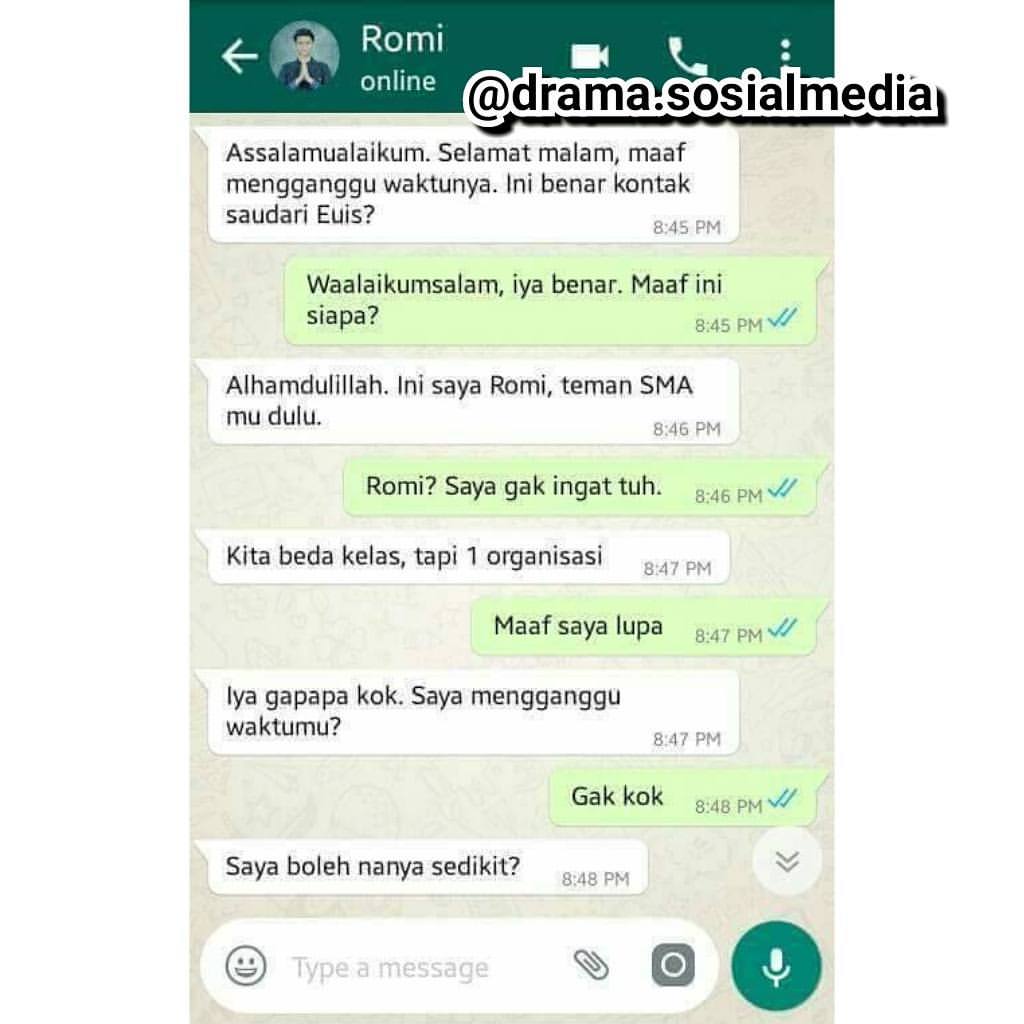 Romi
online
@drama.sosialmedia
Assalamualaikum. Selamat malam, maaf
mengganggu waktunya. Ini benar kontak
saudari Euis?
8:45 PM
Waalaikumsalam, iya benar. Maaf ini
siapa?
8:45 PM
Alhamdulillah. Ini saya Romi, teman SMA
mu dulu.
8:46 PM
Romi? Saya gak ingat tuh. 8:46 PM
Kita beda kelas, tapi 1 organisasi 8:47 PM
Maaf saya lupa 8:47 PM
Iya gapapa kok. Saya mengganggu
waktumu?
8:47 PM
Gak kok 8:48 PM
Saya boleh nanya sedikit? 8:48 PM
Type a message